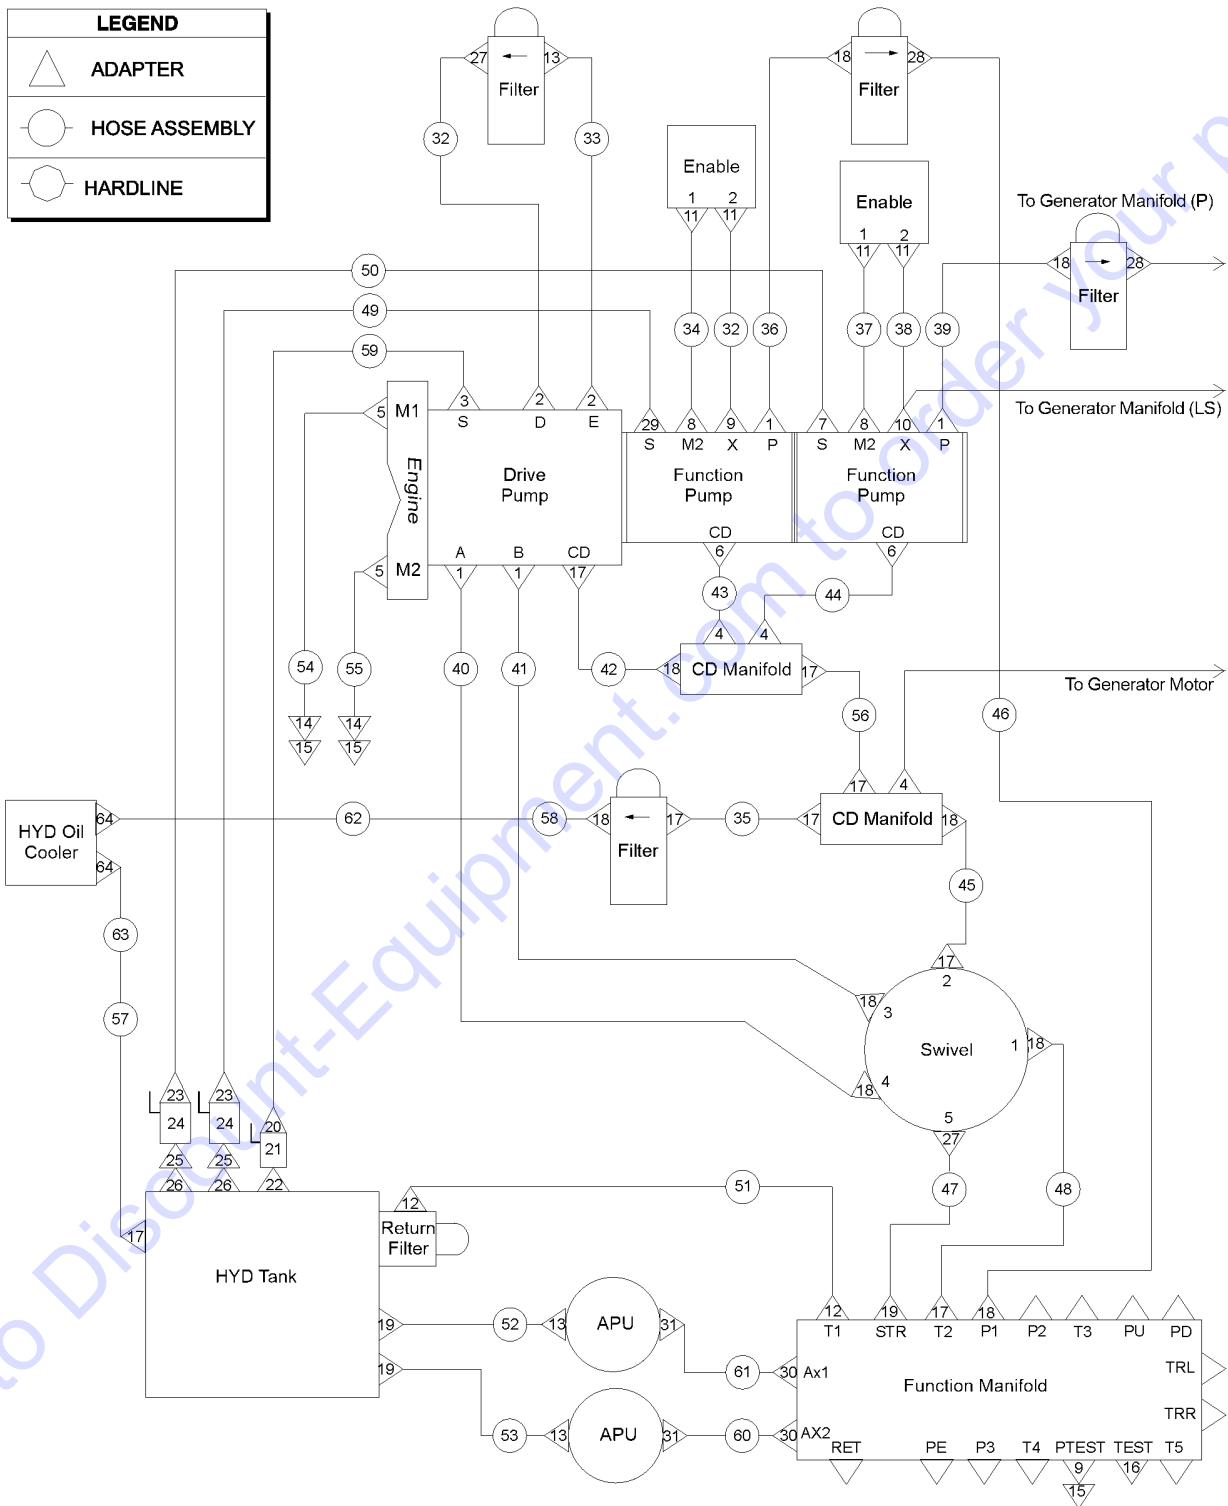 LEGEND
ADAPTER
HOSE ASSEMBLY
HARDLINE
27
13
Filter
32
33
18
28
Filter
46
Enable
1 2
11 11
Enable
1 2
11 11
To Generator Manifold (P)
18
28
Filter
50
49
59
34
32
36
37
38
39
To Generator Manifold (LS)
5
M1
3
2
2
29
8
9
1
7
8
10
1
S
D
E
S
M2
X
P
S
M2
X
P
Engine
Drive
Pump
Function
Pump
Function
Pump
A
B
CD
CD
CD
5
M2
1
1
17
6
6
43
44
4
4
54
55
40
41
42
18
CD Manifold
17
To Generator Motor
14
14
15
15
56
46
17
4
HYD Oil
Cooler
64
64
62
58
18
17
Filter
35
17
CD Manifold
18
45
63
57
17
2
18
3
Swivel
1
18
18
4
5
27
23
23
24
24
20
21
25
25
26
26
22
17
HYD Tank
12
Return
Filter
51
47
48
19
52
13
APU
31
61
30
19
53
13
APU
31
60
30
12
19
17
18
T1
STR
T2
P1
P2
T3
PU
PD
Ax1
TRL
Function Manifold
TRR
AX2
RET
PE
P3
T4
PTEST
TEST
T5
9
16
15
to Discount-Equipment.com to order your p